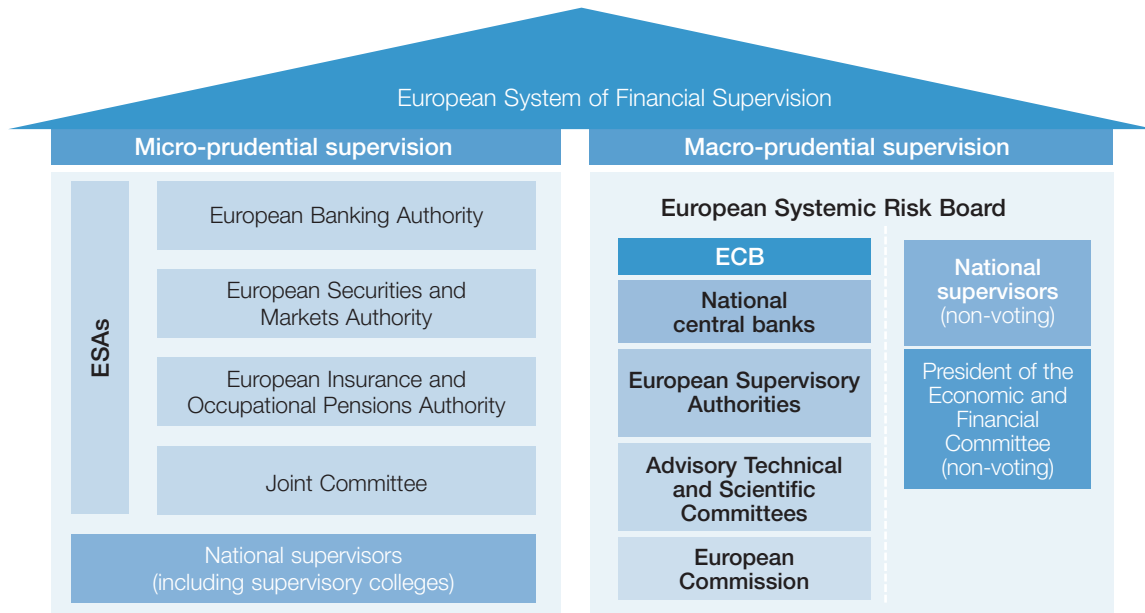 European System of Financial Supervision
Micro-prudential supervision
ESAs
European Banking Authority
European Securities and
Markets Authority
European Insurance and
Occupational Pensions Authority
Joint Committee
National supervisors
(including supervisory colleges)
Macro-prudential supervision
European Systemic Risk Board
ECB
National
central banks
European Supervisory
Authorities
Advisory Technical
and Scientific
Committees
European
Commission
National
supervisors
(non-voting)
President of the
Economic and
Financial
Committee
(non-voting)